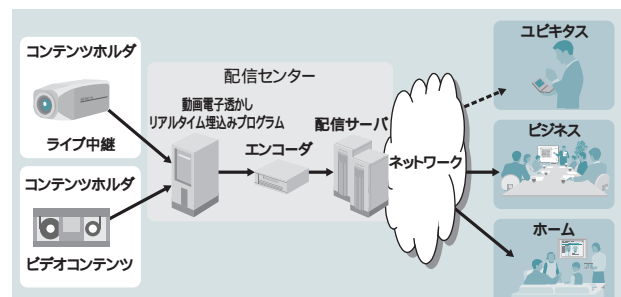 コンテンツホルダ
ライブ中継
コンテンツホルダ
ビデオコンテンツ
配信センター
動画電子透かし
リアルタイム埋込みプログラム
エンコーダ
配信サーバ
ネットワーク
ユビキタス
ビジネス
ホーム